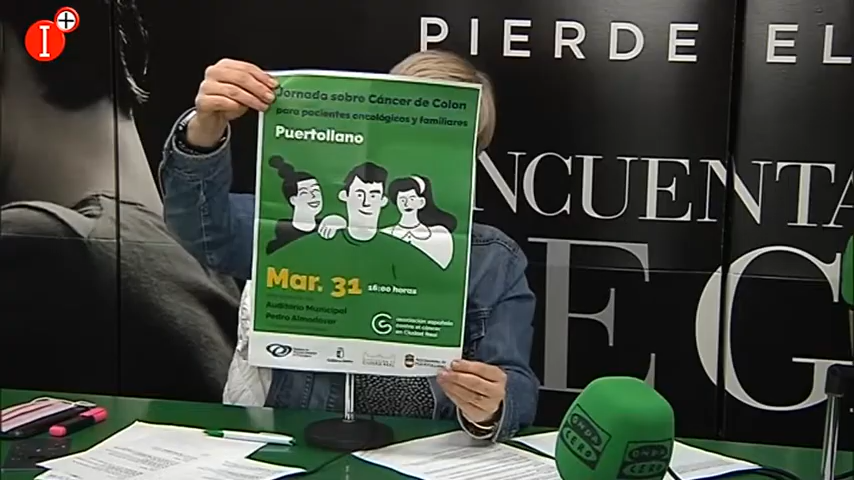 I
PIERDE EL
NCUENTA
EG
Jornada sobre Cáncer de Colon
para pacientes oncológicos y familiares
Puertollano
Mar. 31 16:00 horas
Auditorio Municipal
Pedro Almodóvar
asociación española
contra el cáncer
en Ciudad Real
ONDA
CERO
ONDA
CERO